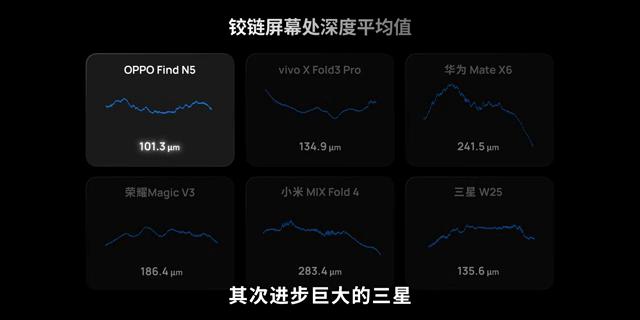 铰链屏幕处深度平均值
OPPO Find N5
vivo X Fold3 Pro
华为 Mate X6
101.3 μm
134.9 μm
241.5 μm
荣耀Magic V3
小米 MIX Fold 4
三星 W25
186.4 μm
283.4 μm
135.6 μm
其次进步巨大的三星